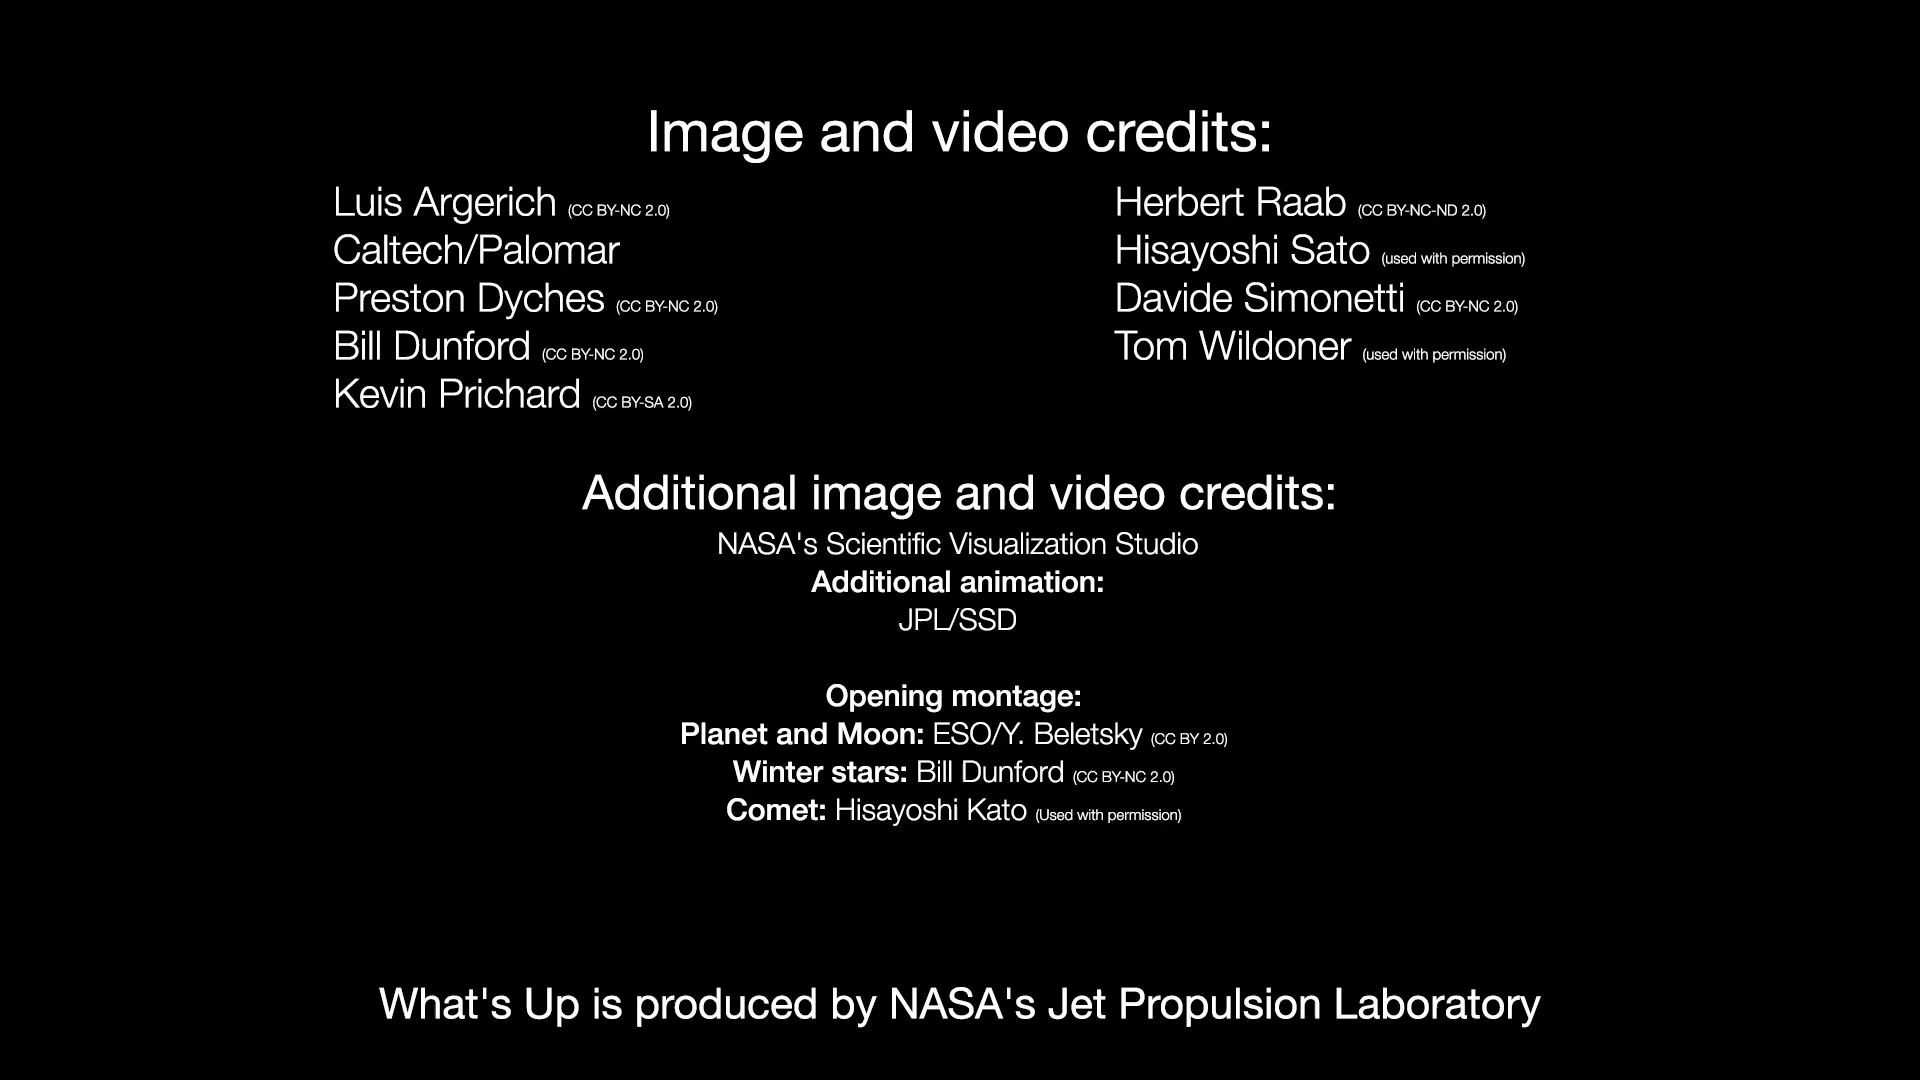 Image and video credits:
Luis Argerich (CC BY-NC 2.0)
Caltech/Palomar
Preston Dyches (CC BY-NC 2.0)
Bill Dunford (CC BY-NC 2.0)
Kevin Prichard (CC BY-SA 2.0)
Herbert Raab (CC BY-NC-ND 2.0)
Hisayoshi Sato (used with permission)
Davide Simonetti (CC BY-NC 2.0)
Tom Wildoner (used with permission)
Additional image and video credits:
NASA's Scientific Visualization Studio
Additional animation:
JPL/SSD
Opening montage:
Planet and Moon: ESO/Y. Beletsky (CC BY 2.0)
Winter stars: Bill Dunford (CC BY-NC 2.0)
Comet: Hisayoshi Kato (Used with permission)
What's Up is produced by NASA's Jet Propulsion Laboratory